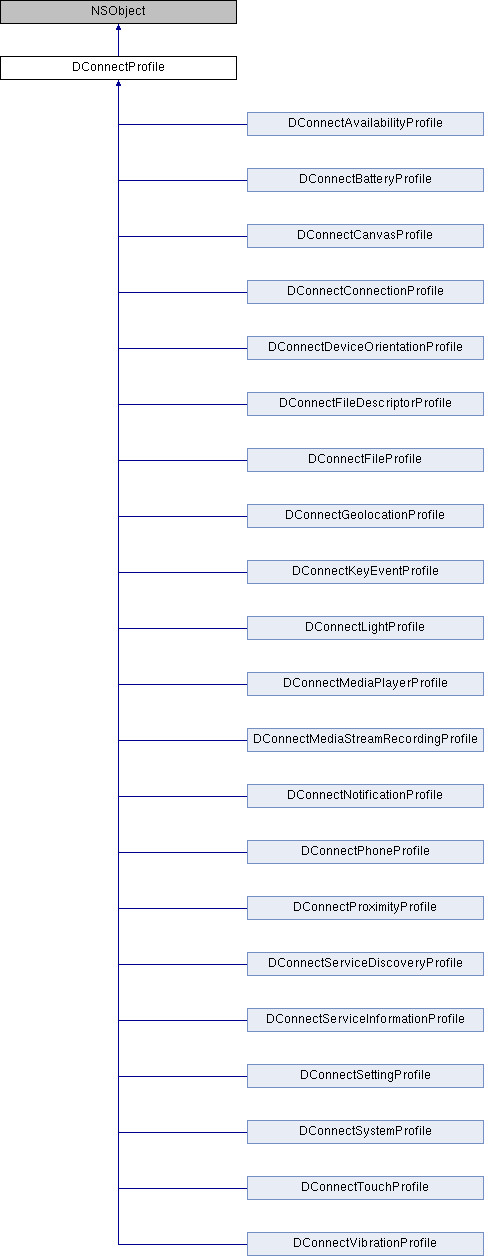 NSObject
DConnectProfile
DConnectAvailabilityProfile
DConnectBatteryProfile
DConnectCanvasProfile
DConnectConnectionProfile
DConnectDeviceOrientationProfile
DConnectFileDescriptorProfile
DConnectFileProfile
DConnectGeolocationProfile
DConnectKeyEventProfile
DConnectLightProfile
DConnectMediaPlayerProfile
DConnectMediaStreamRecordingProfile
DConnectNotificationProfile
DConnectPhoneProfile
DConnectProximityProfile
DConnectServiceDiscoveryProfile
DConnectServiceInformationProfile
DConnectSettingProfile
DConnectSystemProfile
DConnectTouchProfile
DConnectVibrationProfile